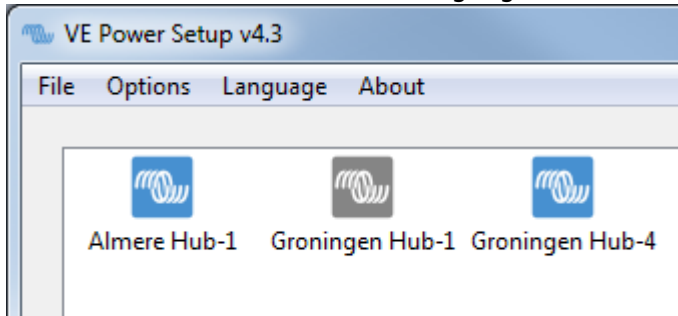 VE Power Setup v4.3
File Options Language About
Almere Hub-1 Groningen Hub-1 Groningen Hub-4